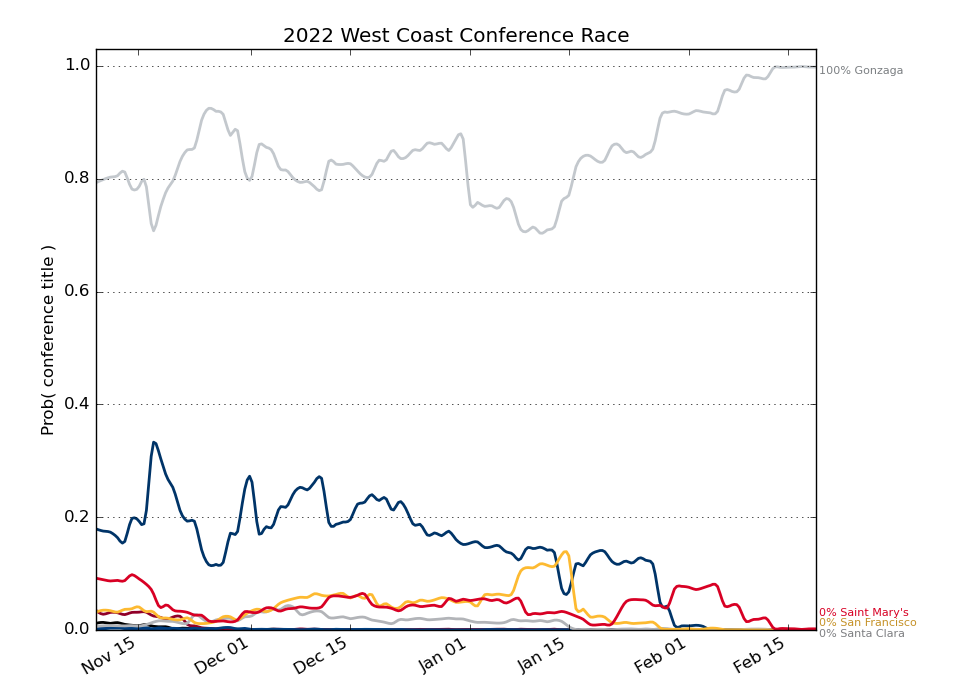 2022 West Coast Conference Race
Prob( conference title )
1.0
0.8
0.6
0.4
0.2
0.0
Nov 15
Dec 01
Dec 15
Jan 01
Jan 15
Feb 01
Feb 15
100% Gonzaga
0% Saint Mary's
0% San Francisco
0% Santa Clara